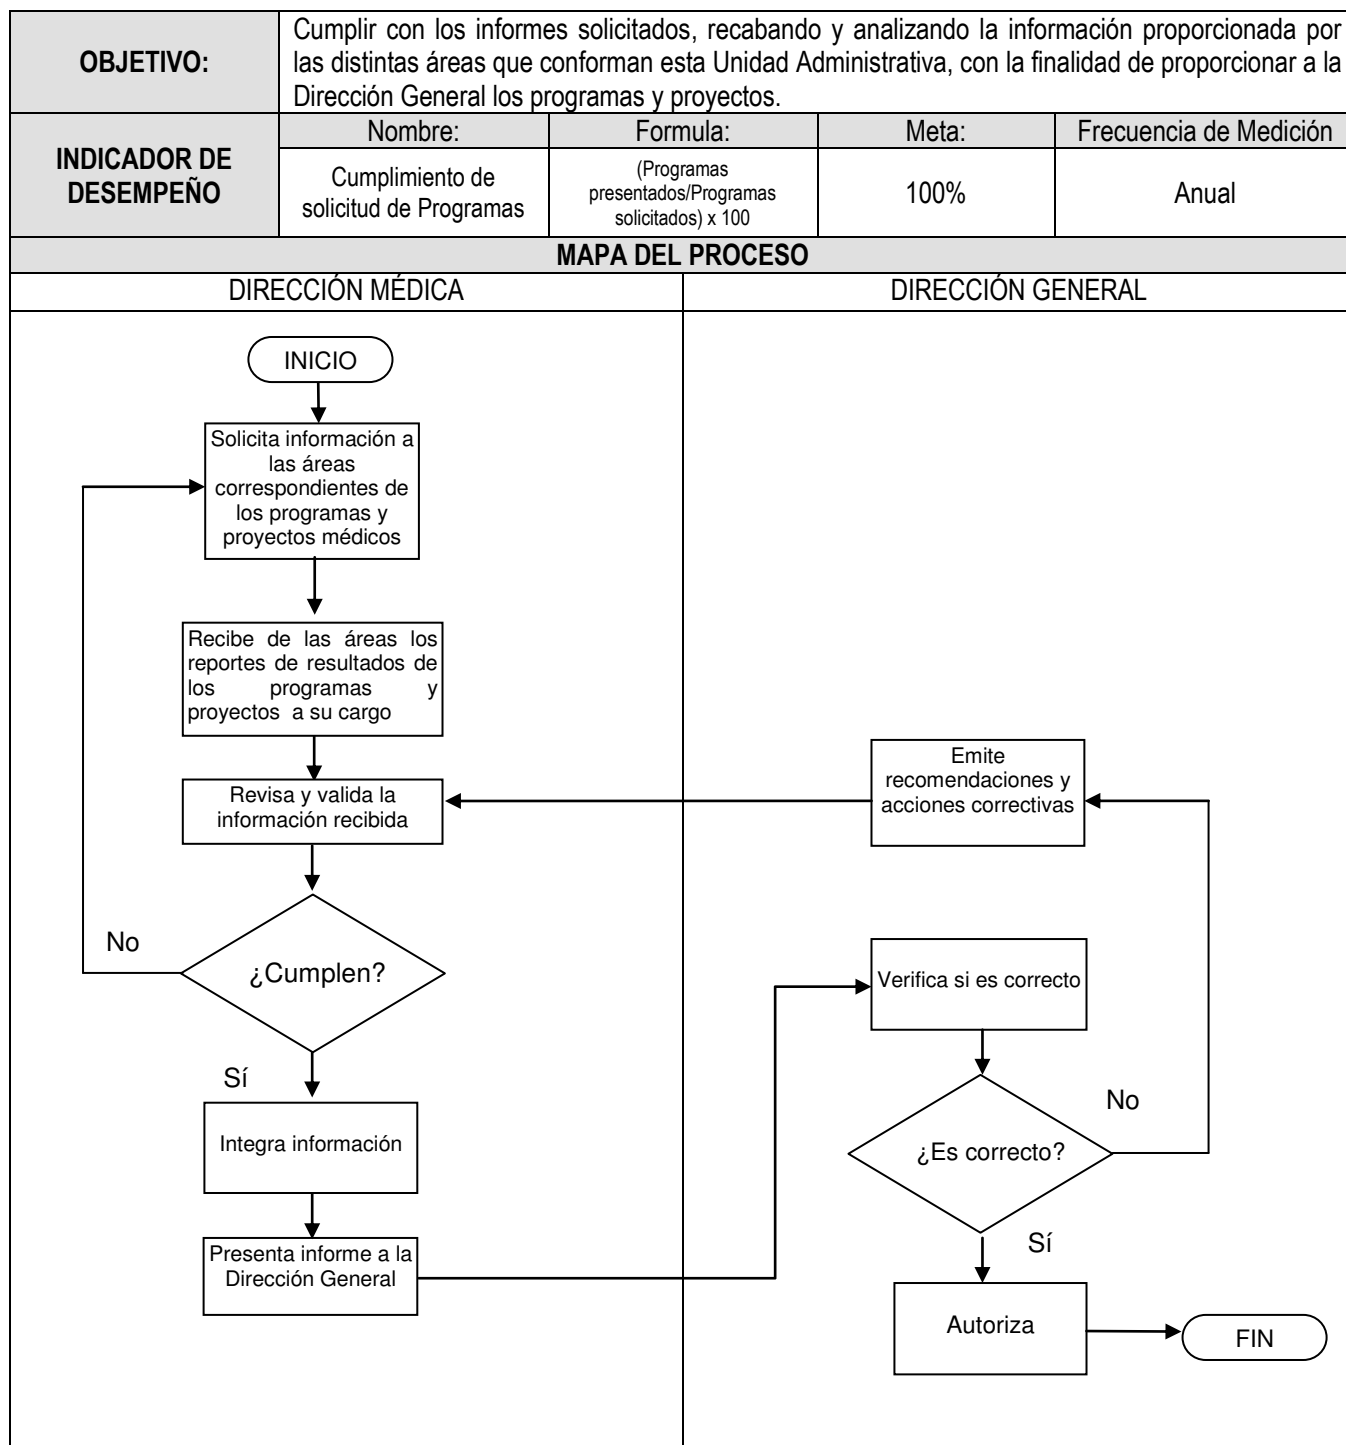 OBJETIVO:
Cumplir con los informes solicitados, recabando y analizando la información proporcionada por
las distintas áreas que conforman esta Unidad Administrativa, con la finalidad de proporcionar a la
Dirección General los programas y proyectos.
INDICADOR DE
DESEMPEÑO
Nombre:
Formula:
Meta:
Frecuencia de Medición
Cumplimiento de
solicitud de Programas
(Programas
presentados/Programas
solicitados) x 100
100%
Anual
MAPA DEL PROCESO
DIRECCIÓN MÉDICA
DIRECCIÓN GENERAL
INICIO
Solicita información a
las áreas
correspondientes de
los programas y
proyectos médicos
Recibe de las áreas los
reportes de resultados de
los programas y
proyectos a su cargo
Revisa y valida la
información recibida
¿Cumplen?
No
Sí
Integra información
Presenta informe a la
Dirección General
Emite
recomendaciones y
acciones correctivas
Verifica si es correcto
¿Es correcto?
No
Sí
Autoriza
FIN